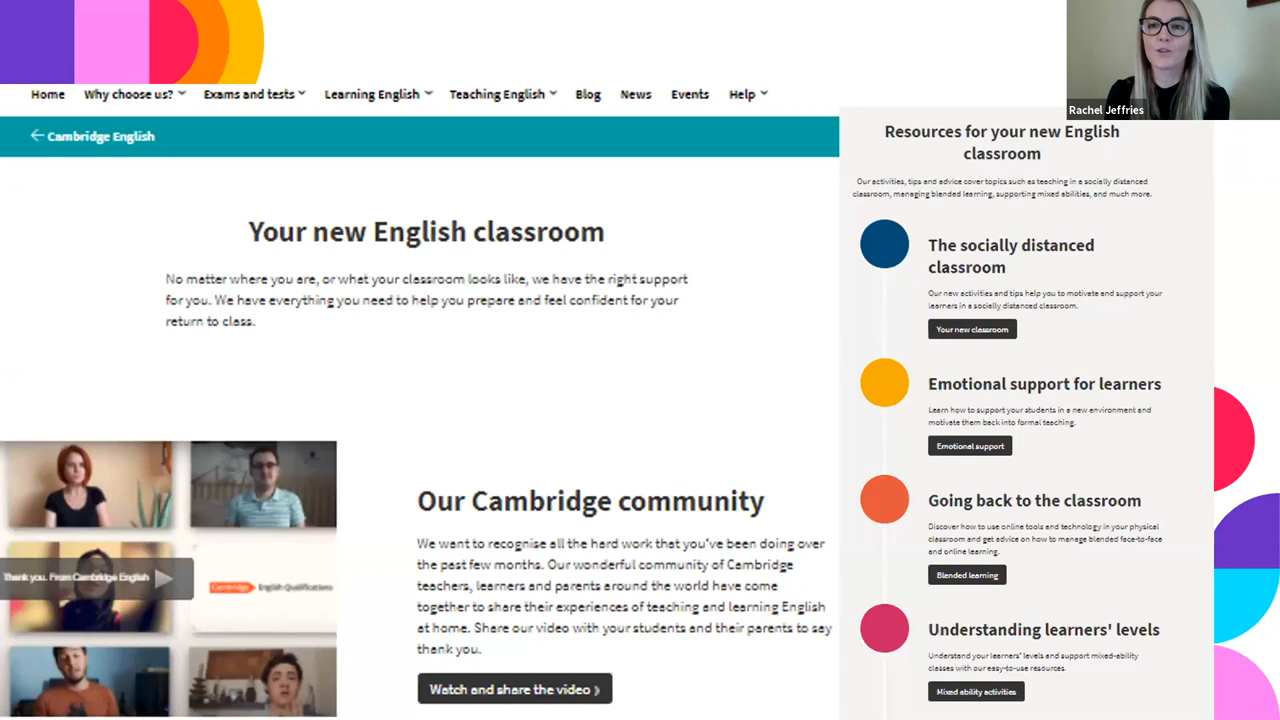 Home Why choose us? Exams and tests Learning English Teaching English Blog News Events Help
Cambridge English
Your new English classroom
No matter where you are, or what your classroom looks like, we have the right support
for you. We have everything you need to help you prepare and feel confident for your
return to class.
Thank you. From Cambridge English
Cambridge English Qualifications
Our Cambridge community
We want to recognise all the hard work that you've been doing over
the past few months. Our wonderful community of Cambridge
teachers, learners and parents around the world have come
together to share their experiences of teaching and learning English
at home. Share our video with your students and their parents to say
thank you.
Watch and share the video
Rachel Jeffries
Resources for your new English
classroom
Our activities, tips and advice cover topics such as teaching in a socially distanced
classroom, managing blended learning, supporting mixed abilities, and much more.
The socially distanced
classroom
Our new activities and tips help you to motivate and support your
learners in a socially distanced classroom.
Your new classroom
Emotional support for learners
Learn how to support your students in a new environment and
motivate them back into formal teaching.
Emotional support
Going back to the classroom
Discover how to use online tools and technology in your physical
classroom and get advice on how to manage blended face-to-face
and online learning.
Blended learning
Understanding learners' levels
Understand your learners' levels and support mixed-ability
classes with our easy-to-use resources.
Mixed ability activities